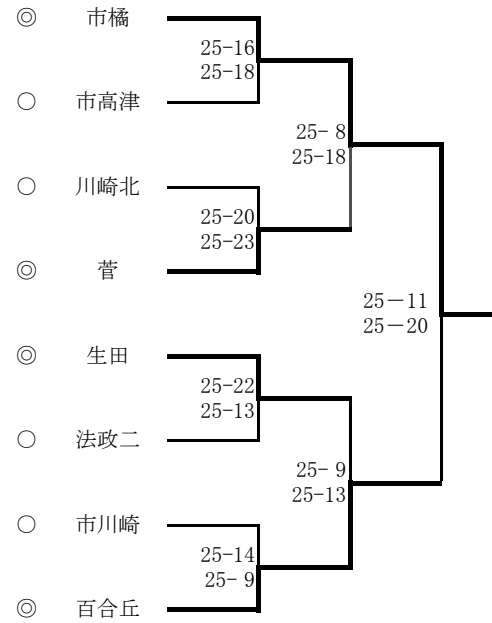 ◎ 市橘
25-16
25-18
○ 市高津
25- 8
25-18
○ 川崎北
25-20
25-23
◎ 菅
25－11
25－20
◎ 生田
25-22
25-13
○ 法政二
25- 9
25-13
○ 市川崎
25-14
25- 9
◎ 百合丘